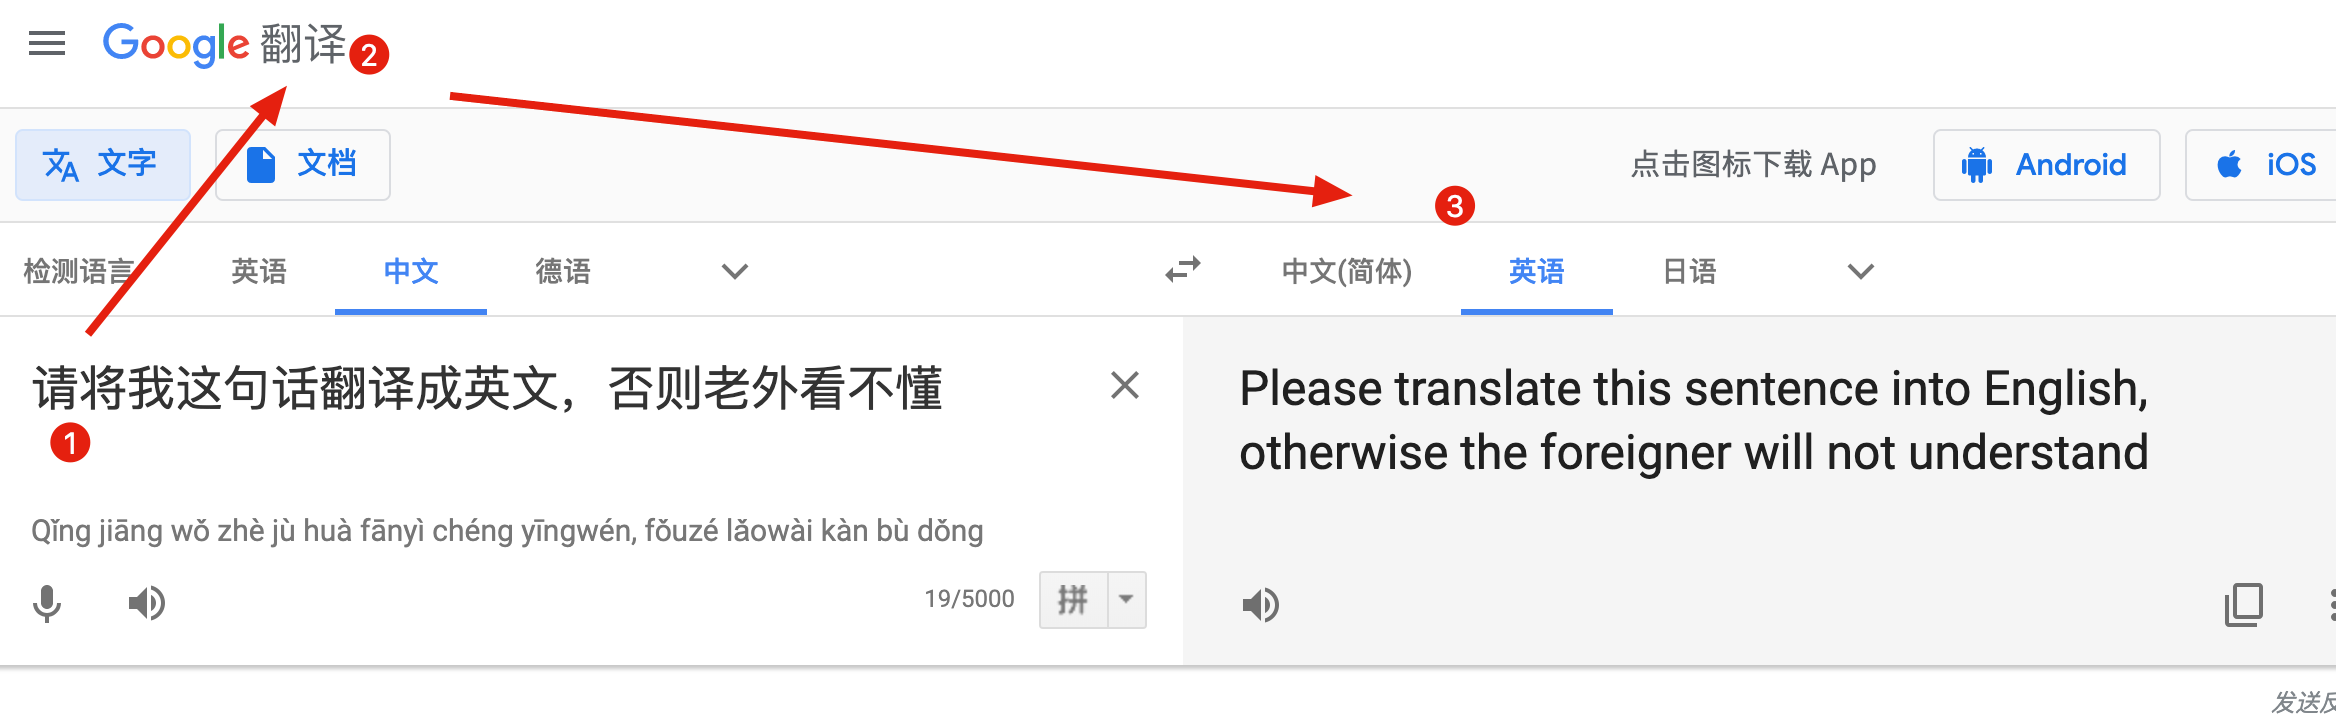 Google 翻译 2
文字 文档 点击图标下载 App Android iOS
3
检测语言 英语 中文 德语 中文(简体) 英语 日语
请将我这句话翻译成英文，否则老外看不懂
1
Please translate this sentence into English,
otherwise the foreigner will not understand
Qǐng jiāng wǒ zhè jù huà fānyì chéng yīngwén, fǒuzé lǎowài kàn bù dǒng
19/5000 拼
发送反